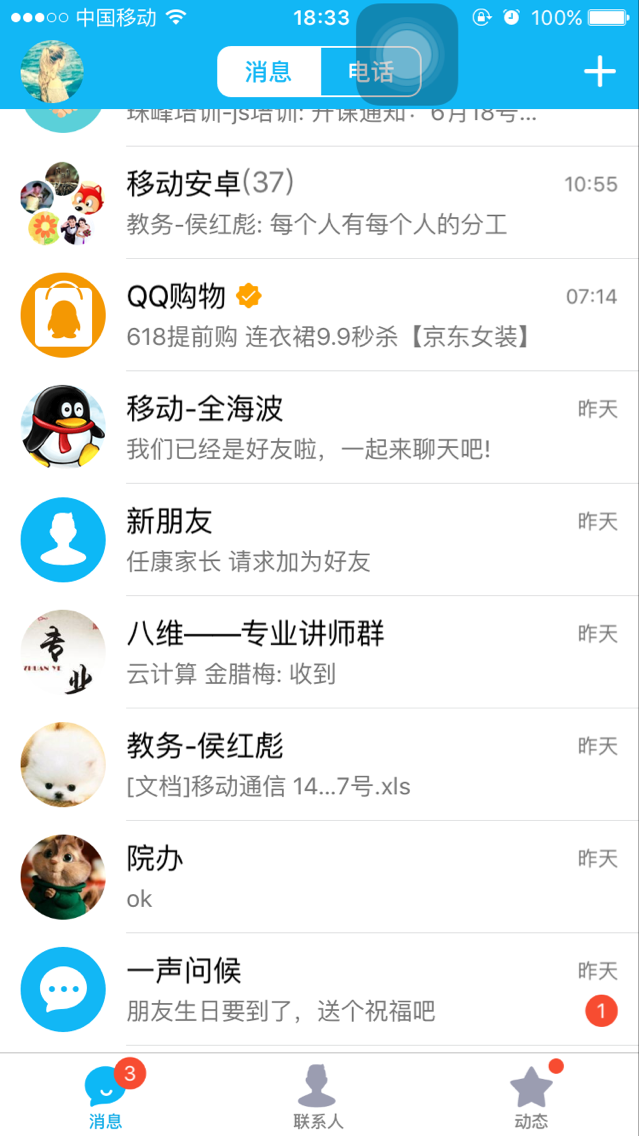 中国移动
18:33
100%
消息
电话
珠峰培训-js培训: 开课通知：6月18号...
移动安卓(37)
10:55
教务-侯红彪: 每个人有每个人的分工
QQ购物
07:14
618提前购 连衣裙9.9秒杀【京东女装】
移动-全海波
昨天
我们已经是好友啦，一起来聊天吧!
新朋友
昨天
任康家长 请求加为好友
专
ZHUAN YE
业
八维——专业讲师群
昨天
云计算 金腊梅: 收到
教务-侯红彪
昨天
[文档]移动通信 14...7号.xls
院办
昨天
ok
一声问候
昨天
朋友生日要到了，送个祝福吧
1
3
消息
联系人
动态